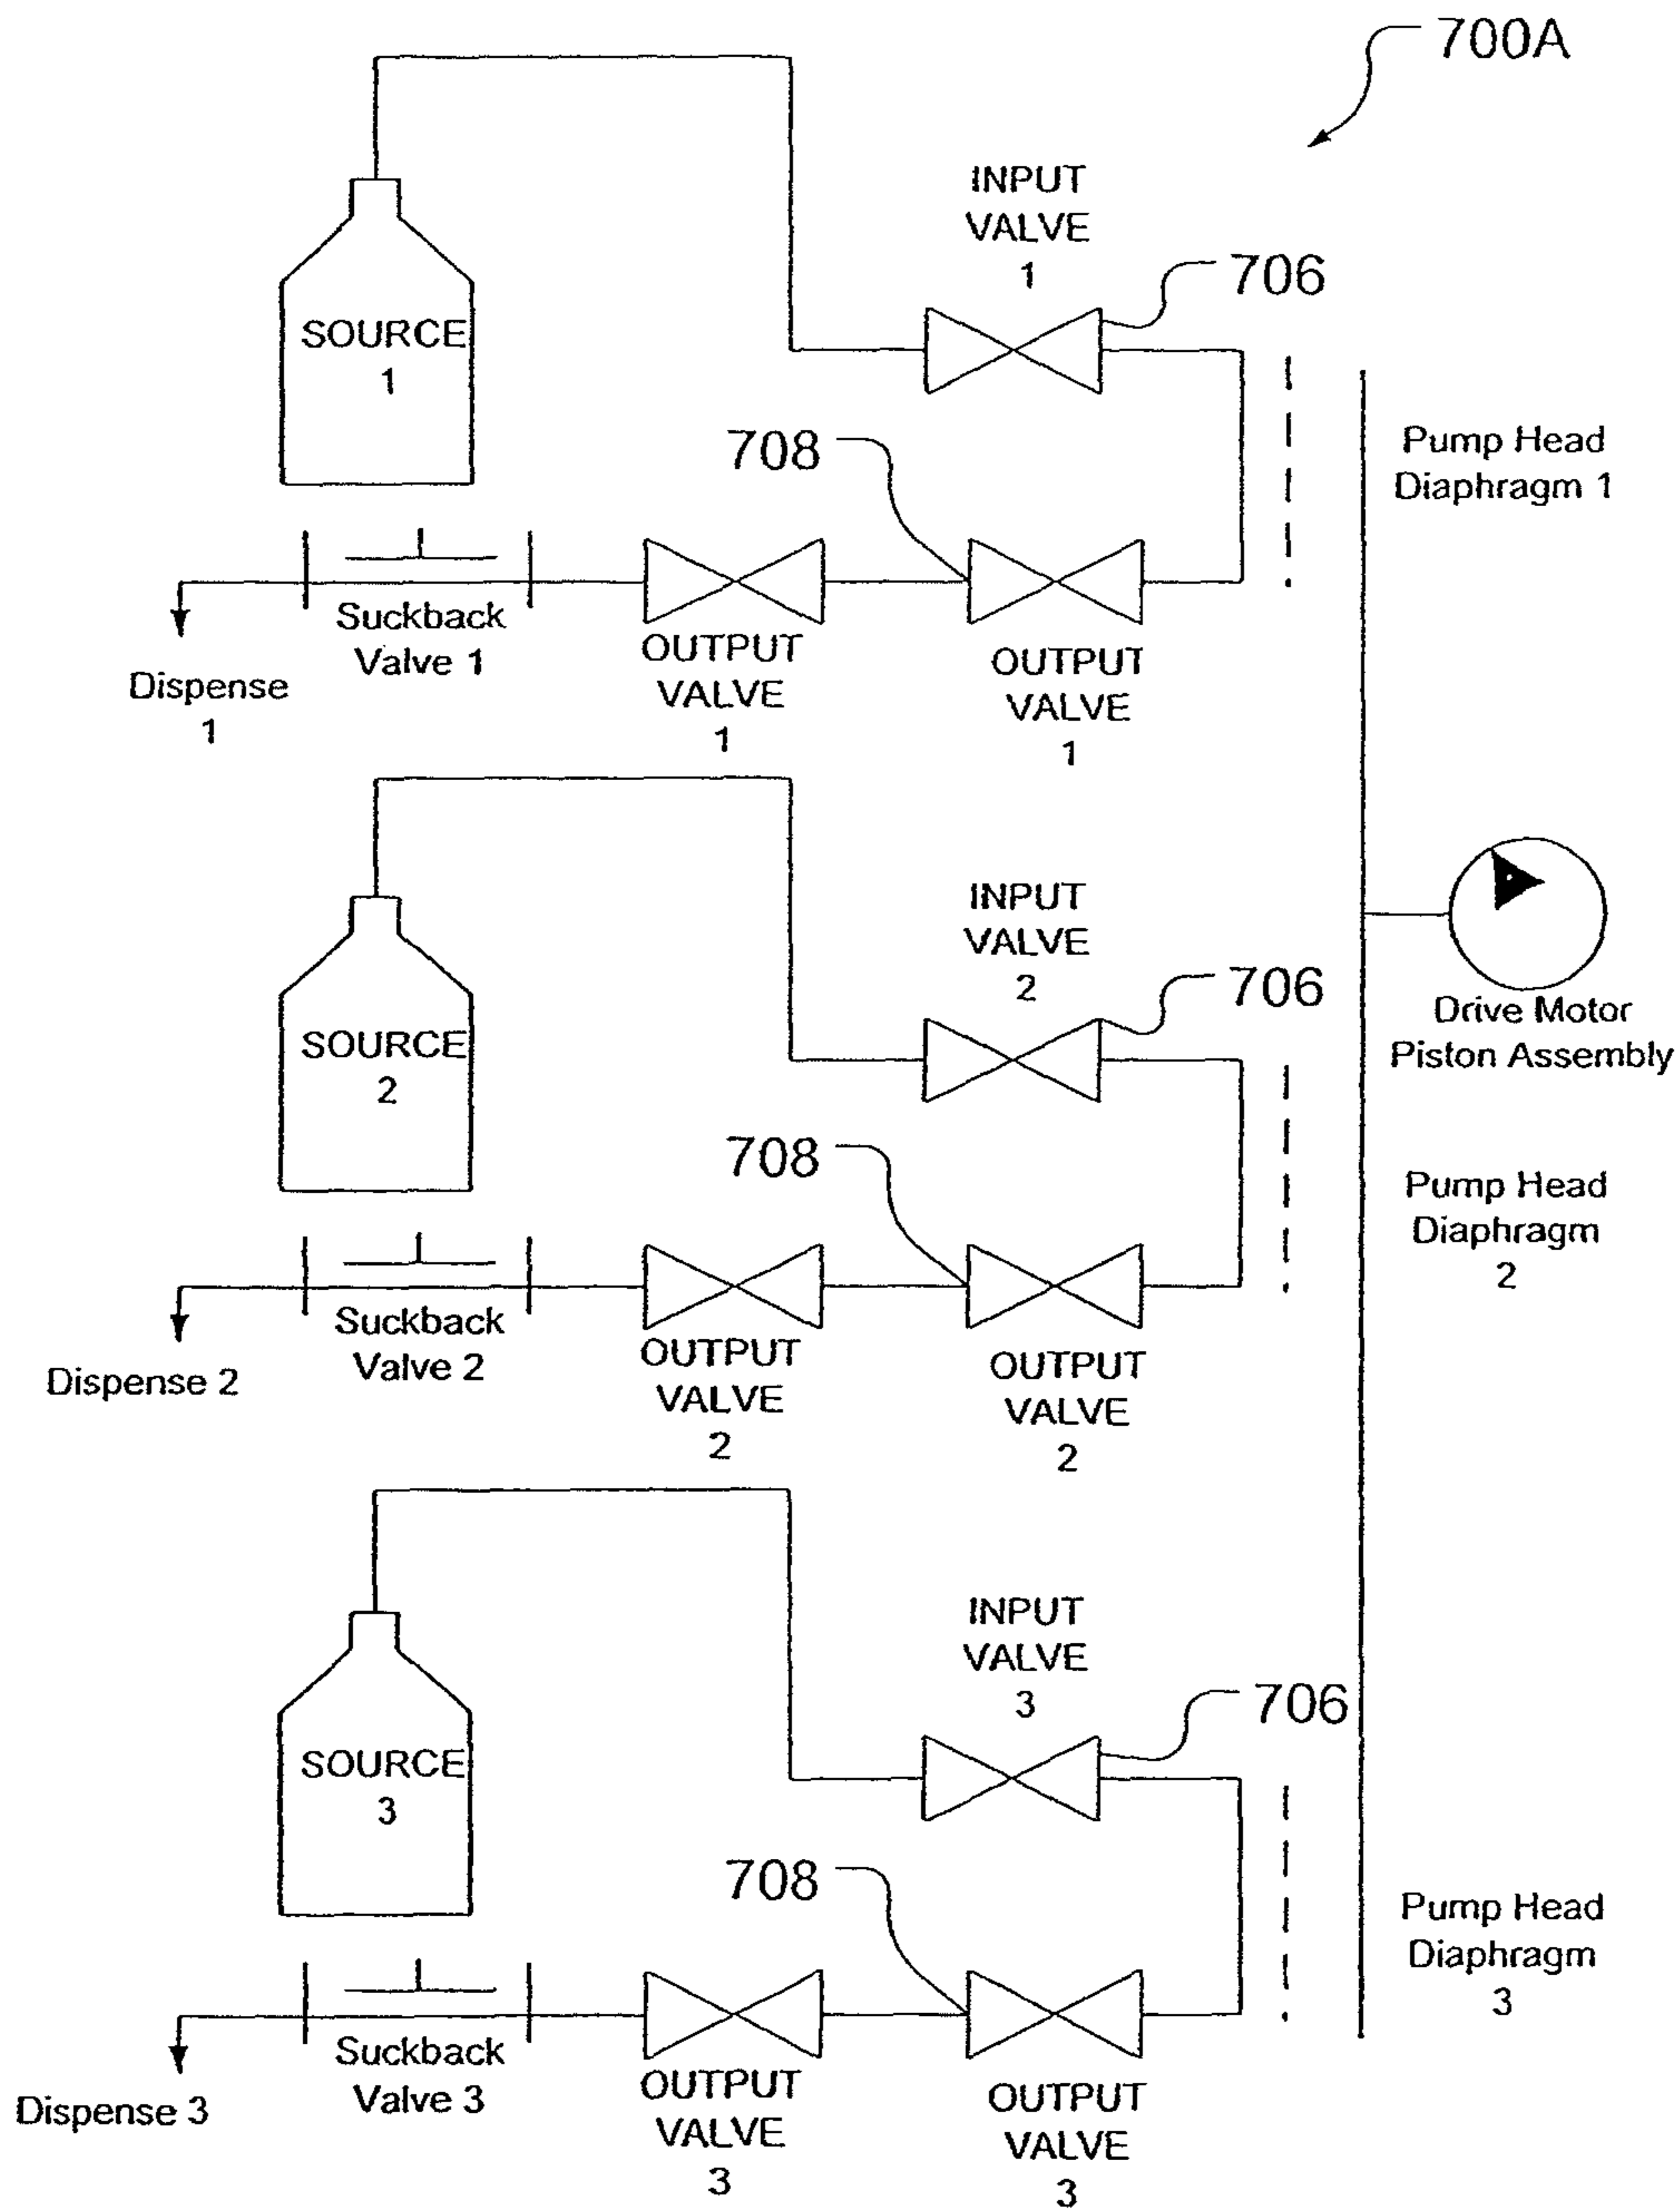 700A
INPUT
VALVE
1
706
SOURCE
1
708
Pump Head
Diaphragm 1
Suckback
Valve 1
OUTPUT
VALVE
1
OUTPUT
VALVE
1
Dispense
1
INPUT
VALVE
2
706
SOURCE
2
Drive Motor
Piston Assembly
708
Pump Head
Diaphragm
2
Suckback
Valve 2
OUTPUT
VALVE
2
OUTPUT
VALVE
2
Dispense 2
INPUT
VALVE
3
706
SOURCE
3
708
Pump Head
Diaphragm
3
Suckback
Valve 3
OUTPUT
VALVE
3
OUTPUT
VALVE
3
Dispense 3